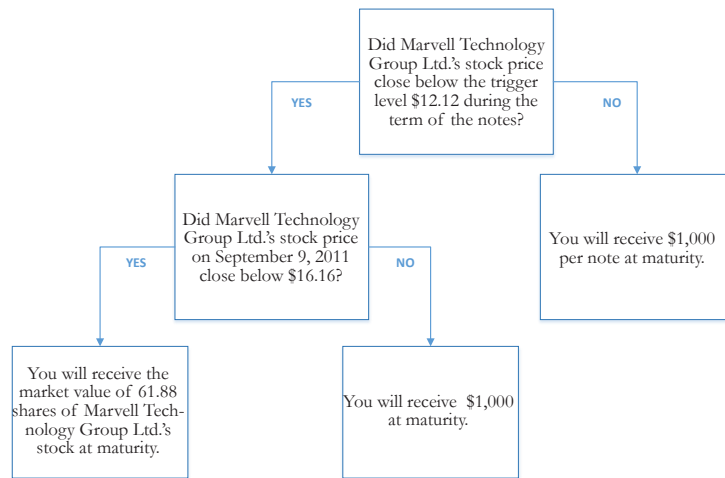 Did Marvell Technology
Group Ltd.'s stock price
close below the trigger
level $12.12 during the
term of the notes?
YES
NO
Did Marvell Technology
Group Ltd.'s stock price
on September 9, 2011
close below $16.16?
You will receive $1,000
per note at maturity.
YES
NO
You will receive the
market value of 61.88
shares of Marvell Tech-
nology Group Ltd.'s
stock at maturity.
You will receive $1,000
at maturity.